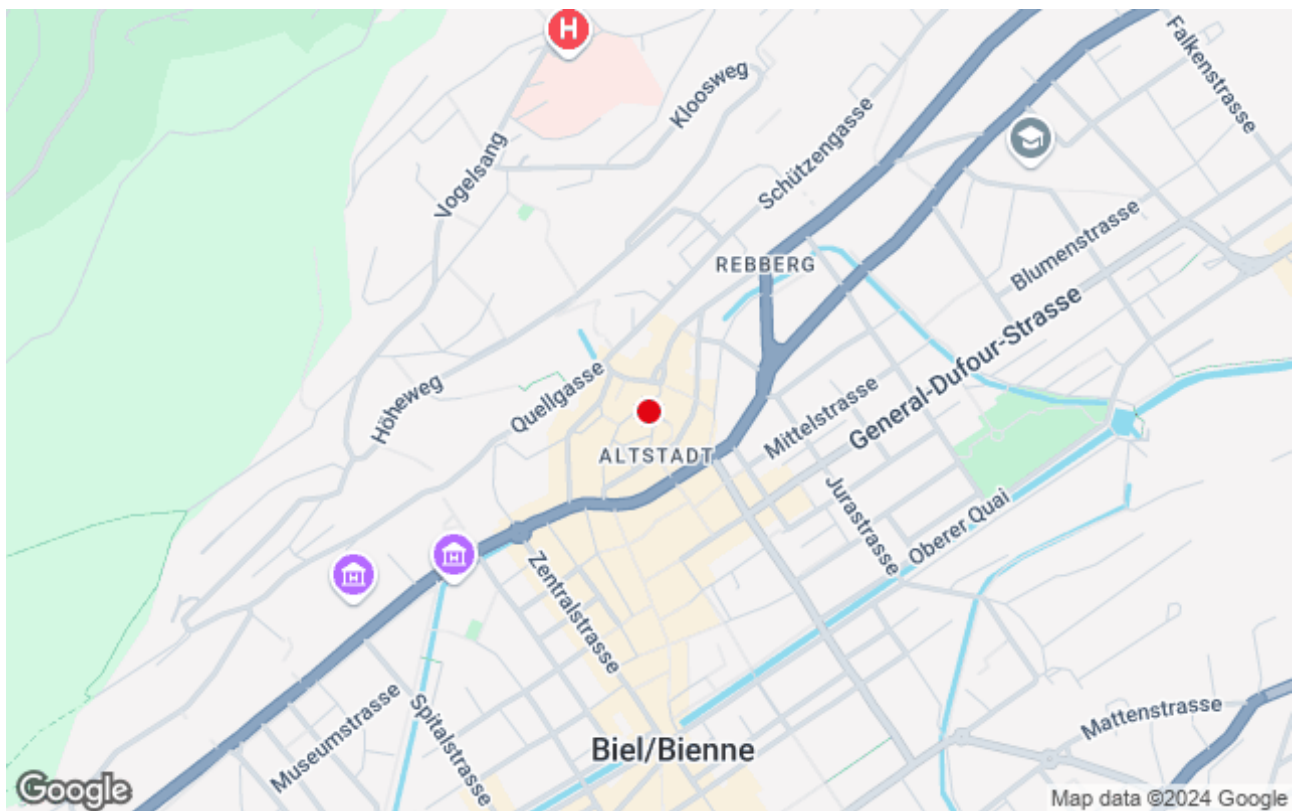 H
Falkenstrasse
Kloosweg
Schützengasse
Vogelsang
Blumenstrasse
REBBERG
General-Dufour-Strasse
Höheweg
Quellgasse
Mittelstrasse
ALTSTADT
Jurastrasse
Oberer Quai
H
H
Zentralstrasse
Museumstrasse
Spitalstrasse
Mattenstrasse
Biel/Bienne
Google
Map data ©2024 Google